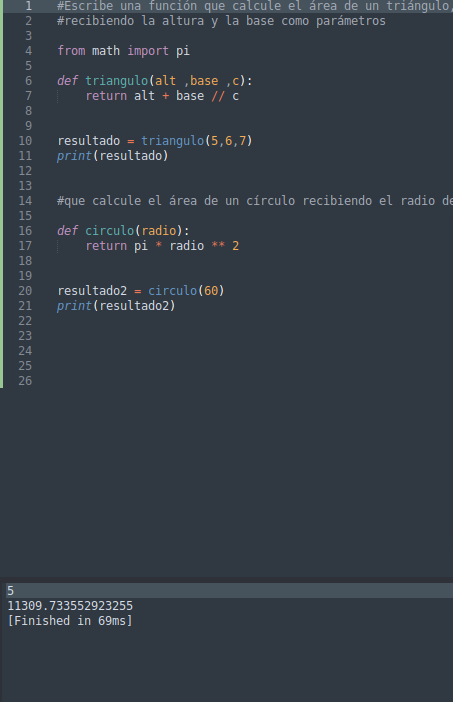 1 #Escribe una función que calcule el área de un triángulo,
2 #recibiendo la altura y la base como parámetros
3
4 from math import pi
5
6 def triangulo(alt ,base ,c):
7     return alt + base // c
8
9
10 resultado = triangulo(5,6,7)
11 print(resultado)
12
13
14 #que calcule el área de un círculo recibiendo el radio de
15
16 def circulo(radio):
17     return pi * radio ** 2
18
19
20 resultado2 = circulo(60)
21 print(resultado2)
22
23
24
25
26
5
11309.733552923255
[Finished in 69ms]